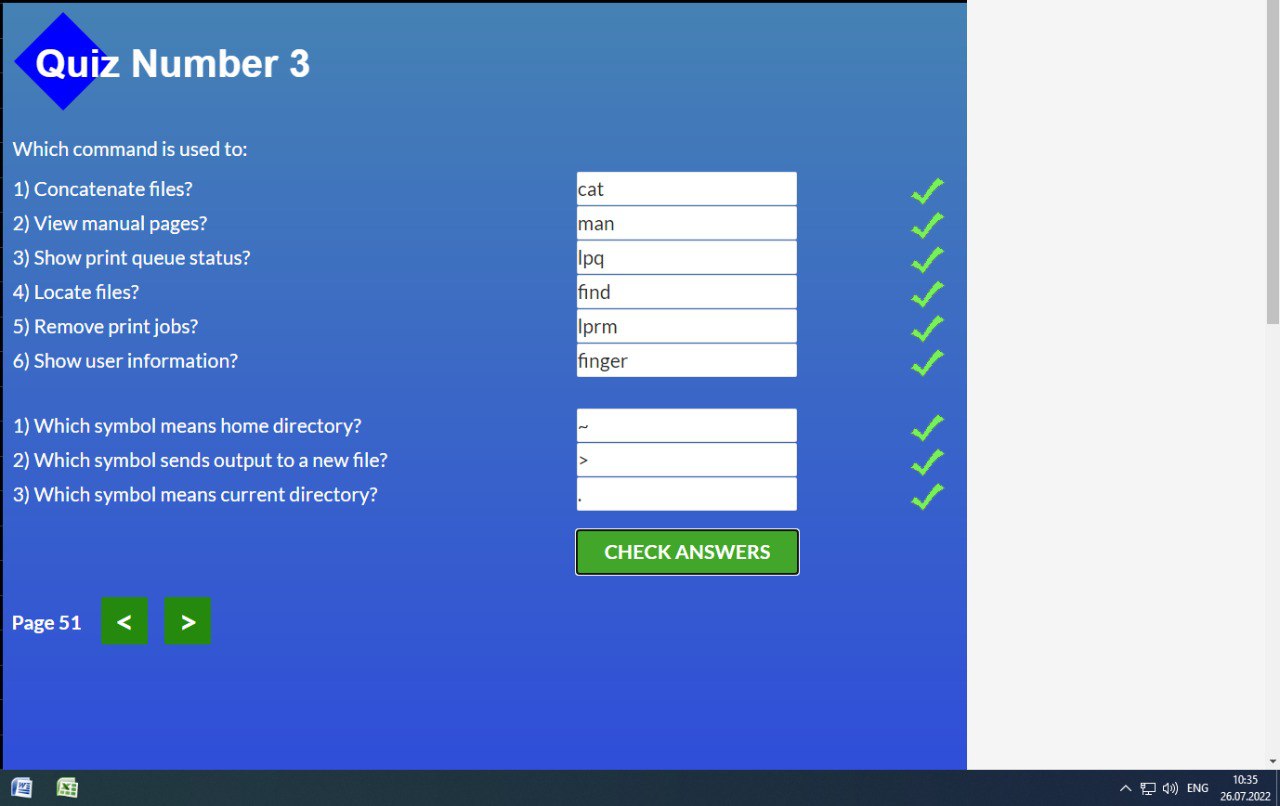 Quiz Number 3
Which command is used to:
1) Concatenate files? cat
2) View manual pages? man
3) Show print queue status? lpq
4) Locate files? find
5) Remove print jobs? lprm
6) Show user information? finger
1) Which symbol means home directory? ~
2) Which symbol sends output to a new file? >
3) Which symbol means current directory? .
CHECK ANSWERS
Page 51 < >
ENG
10:35
26.07.2022